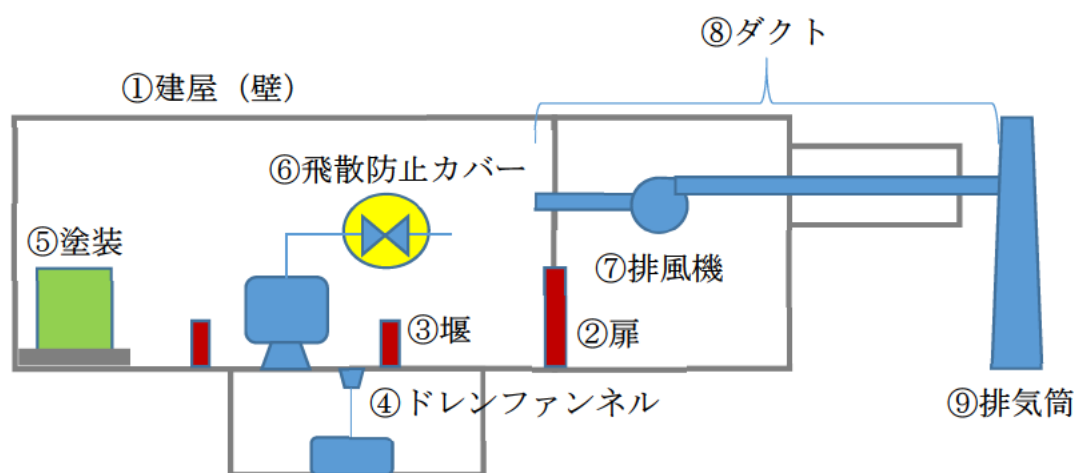 ⑧ダクト
①建屋（壁）
⑥飛散防止カバー
⑤塗装
⑦排風機
③堰
②扉
④ドレンファンネル
⑨排気筒